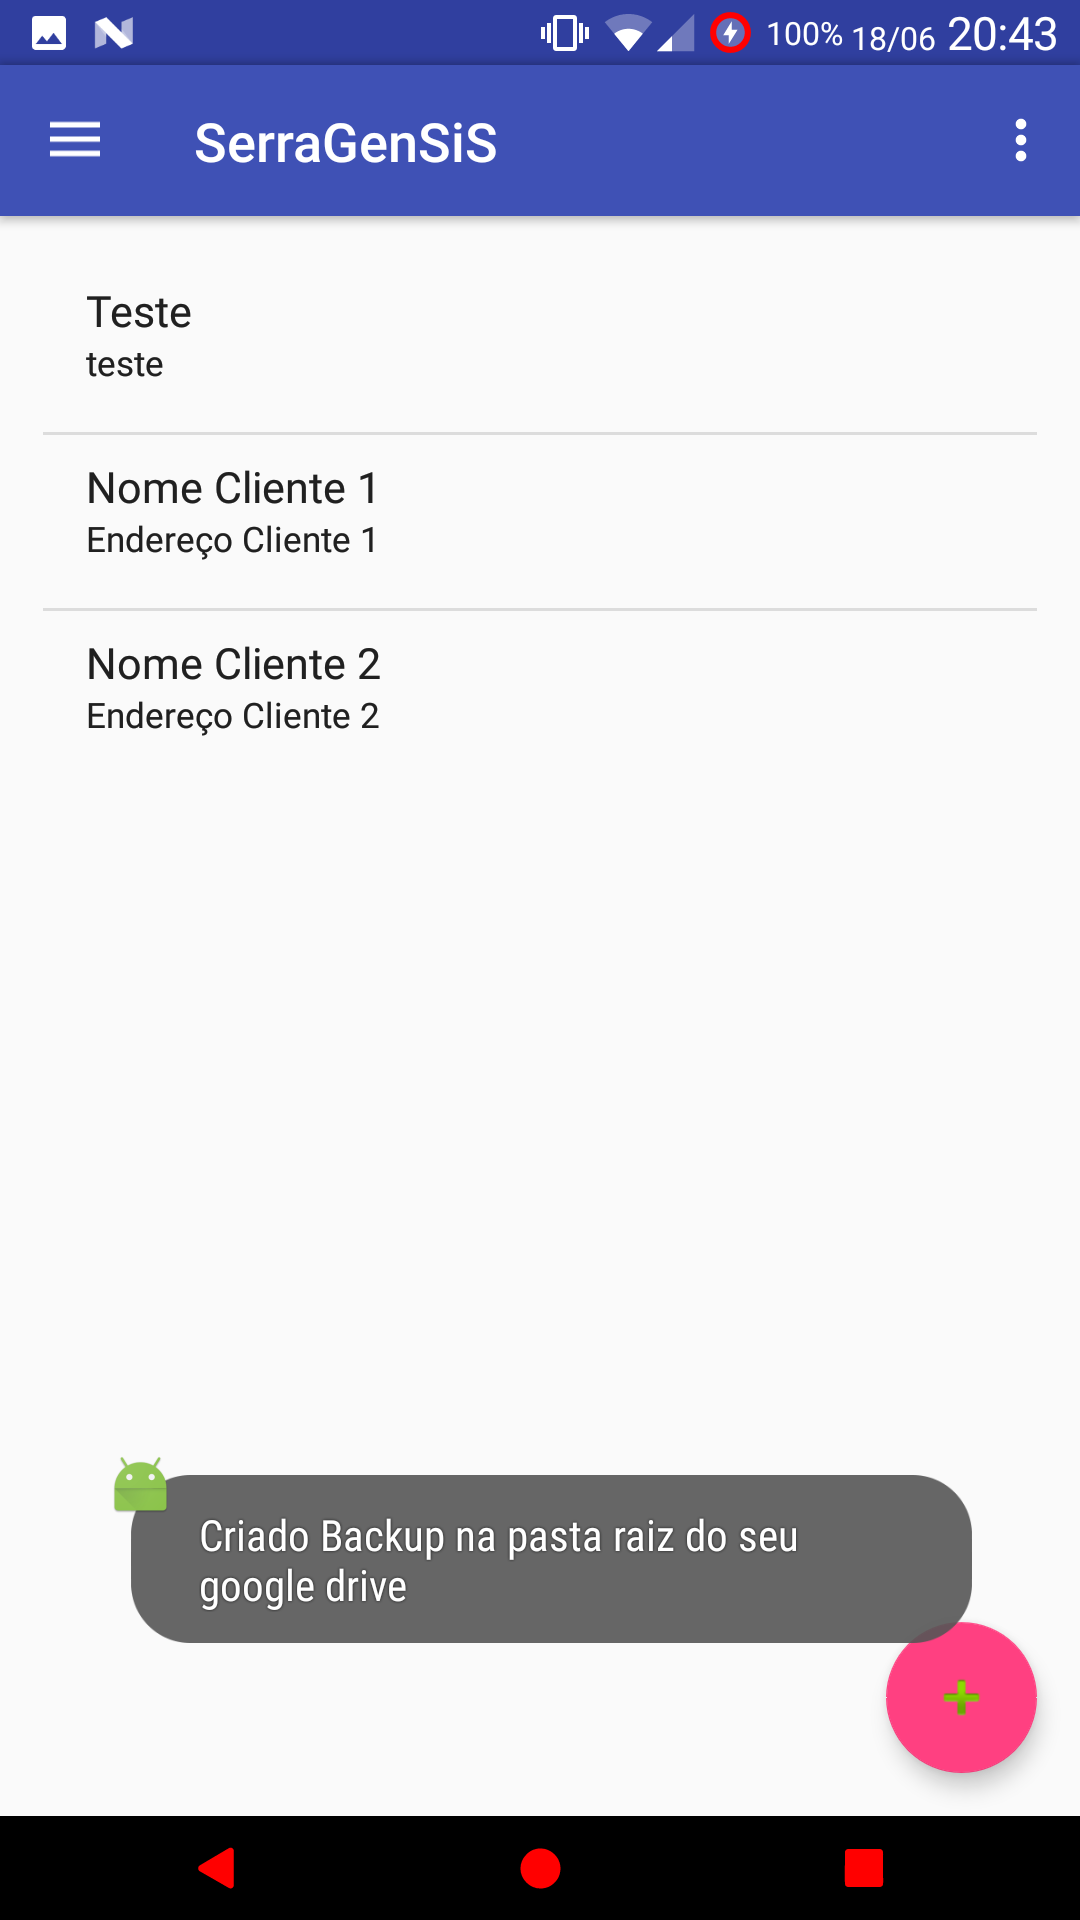 100% 18/06 20:43
SerraGenSiS
Teste
teste
Nome Cliente 1
Endereço Cliente 1
Nome Cliente 2
Endereço Cliente 2
Criado Backup na pasta raiz do seu
google drive